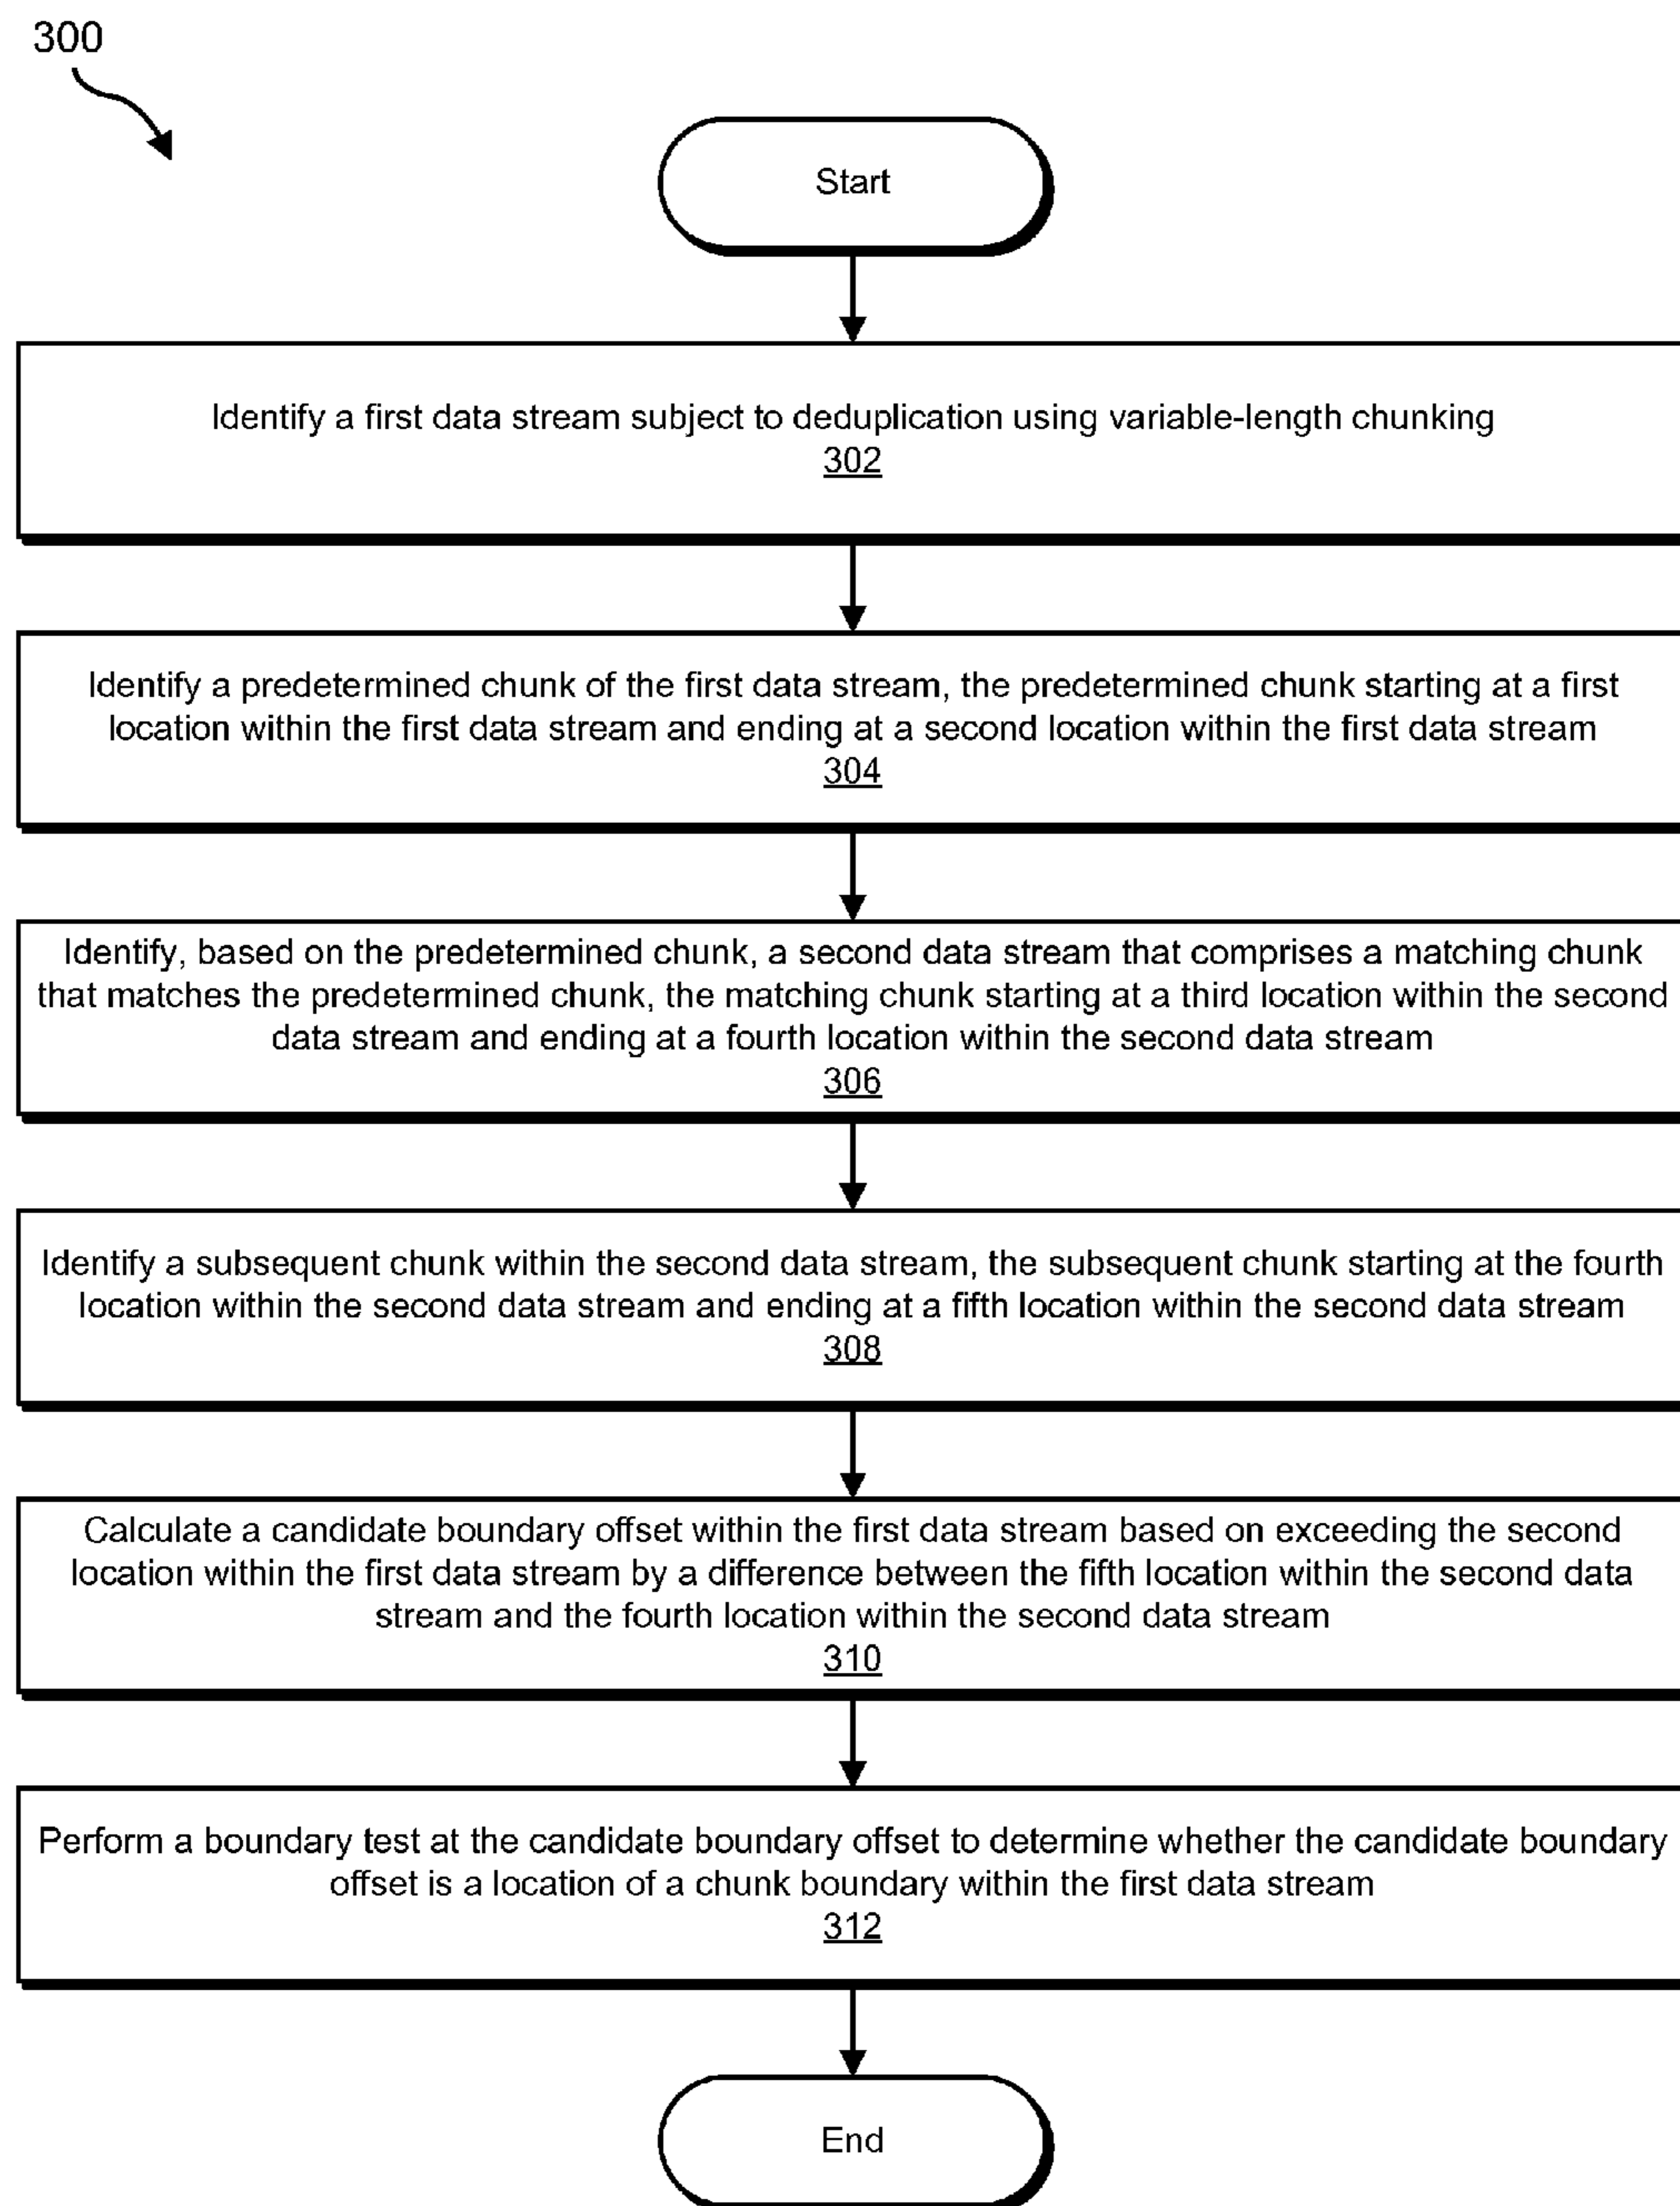 300
Start
Identify a first data stream subject to deduplication using variable-length chunking
302
Identify a predetermined chunk of the first data stream, the predetermined chunk starting at a first
location within the first data stream and ending at a second location within the first data stream
304
Identify, based on the predetermined chunk, a second data stream that comprises a matching chunk
that matches the predetermined chunk, the matching chunk starting at a third location within the second
data stream and ending at a fourth location within the second data stream
306
Identify a subsequent chunk within the second data stream, the subsequent chunk starting at the fourth
location within the second data stream and ending at a fifth location within the second data stream
308
Calculate a candidate boundary offset within the first data stream based on exceeding the second
location within the first data stream by a difference between the fifth location within the second data
stream and the fourth location within the second data stream
310
Perform a boundary test at the candidate boundary offset to determine whether the candidate boundary
offset is a location of a chunk boundary within the first data stream
312
End